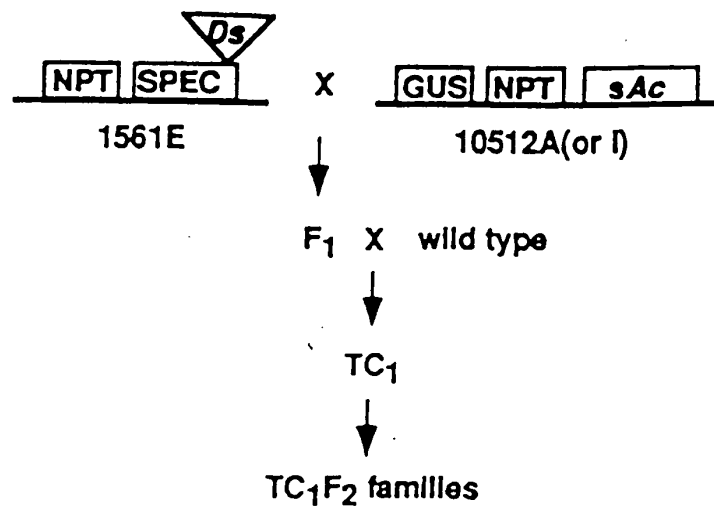 Ds
NPT SPEC X GUS NPT sAc
1561E 10512A(or I)
F1 X wild type
TC1
TC1F2 families